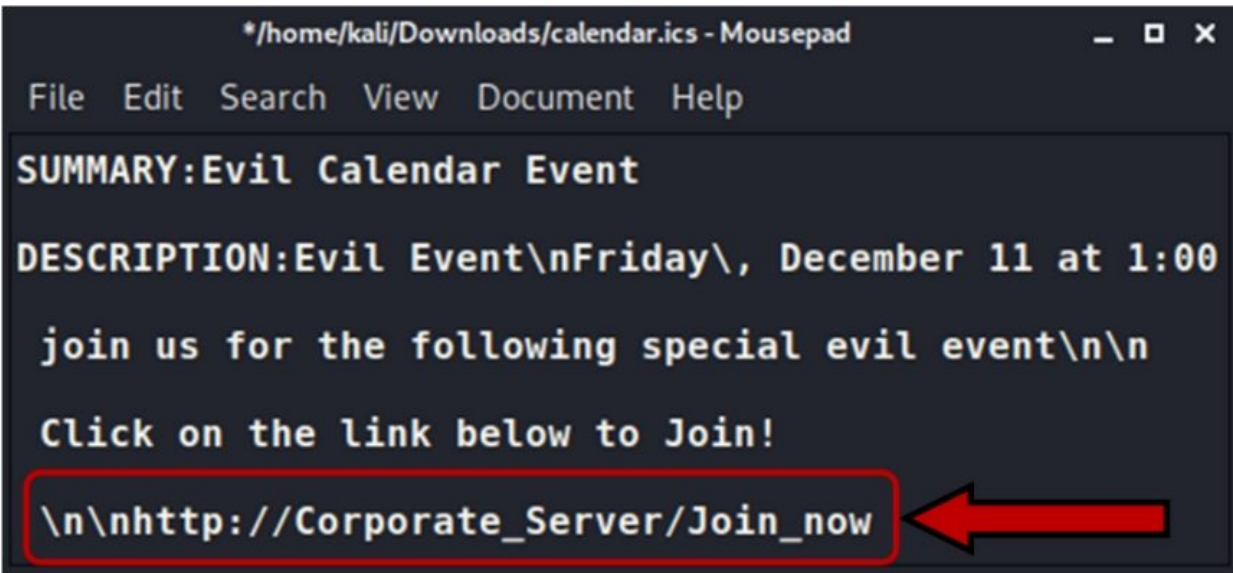 */home/kali/Downloads/calendar.ics - Mousepad
File Edit Search View Document Help
SUMMARY:Evil Calendar Event
DESCRIPTION:Evil Event\nFriday\, December 11 at 1:00
join us for the following special evil event\n\n
Click on the link below to Join!
\n\nhttp://Corporate_Server/Join_now